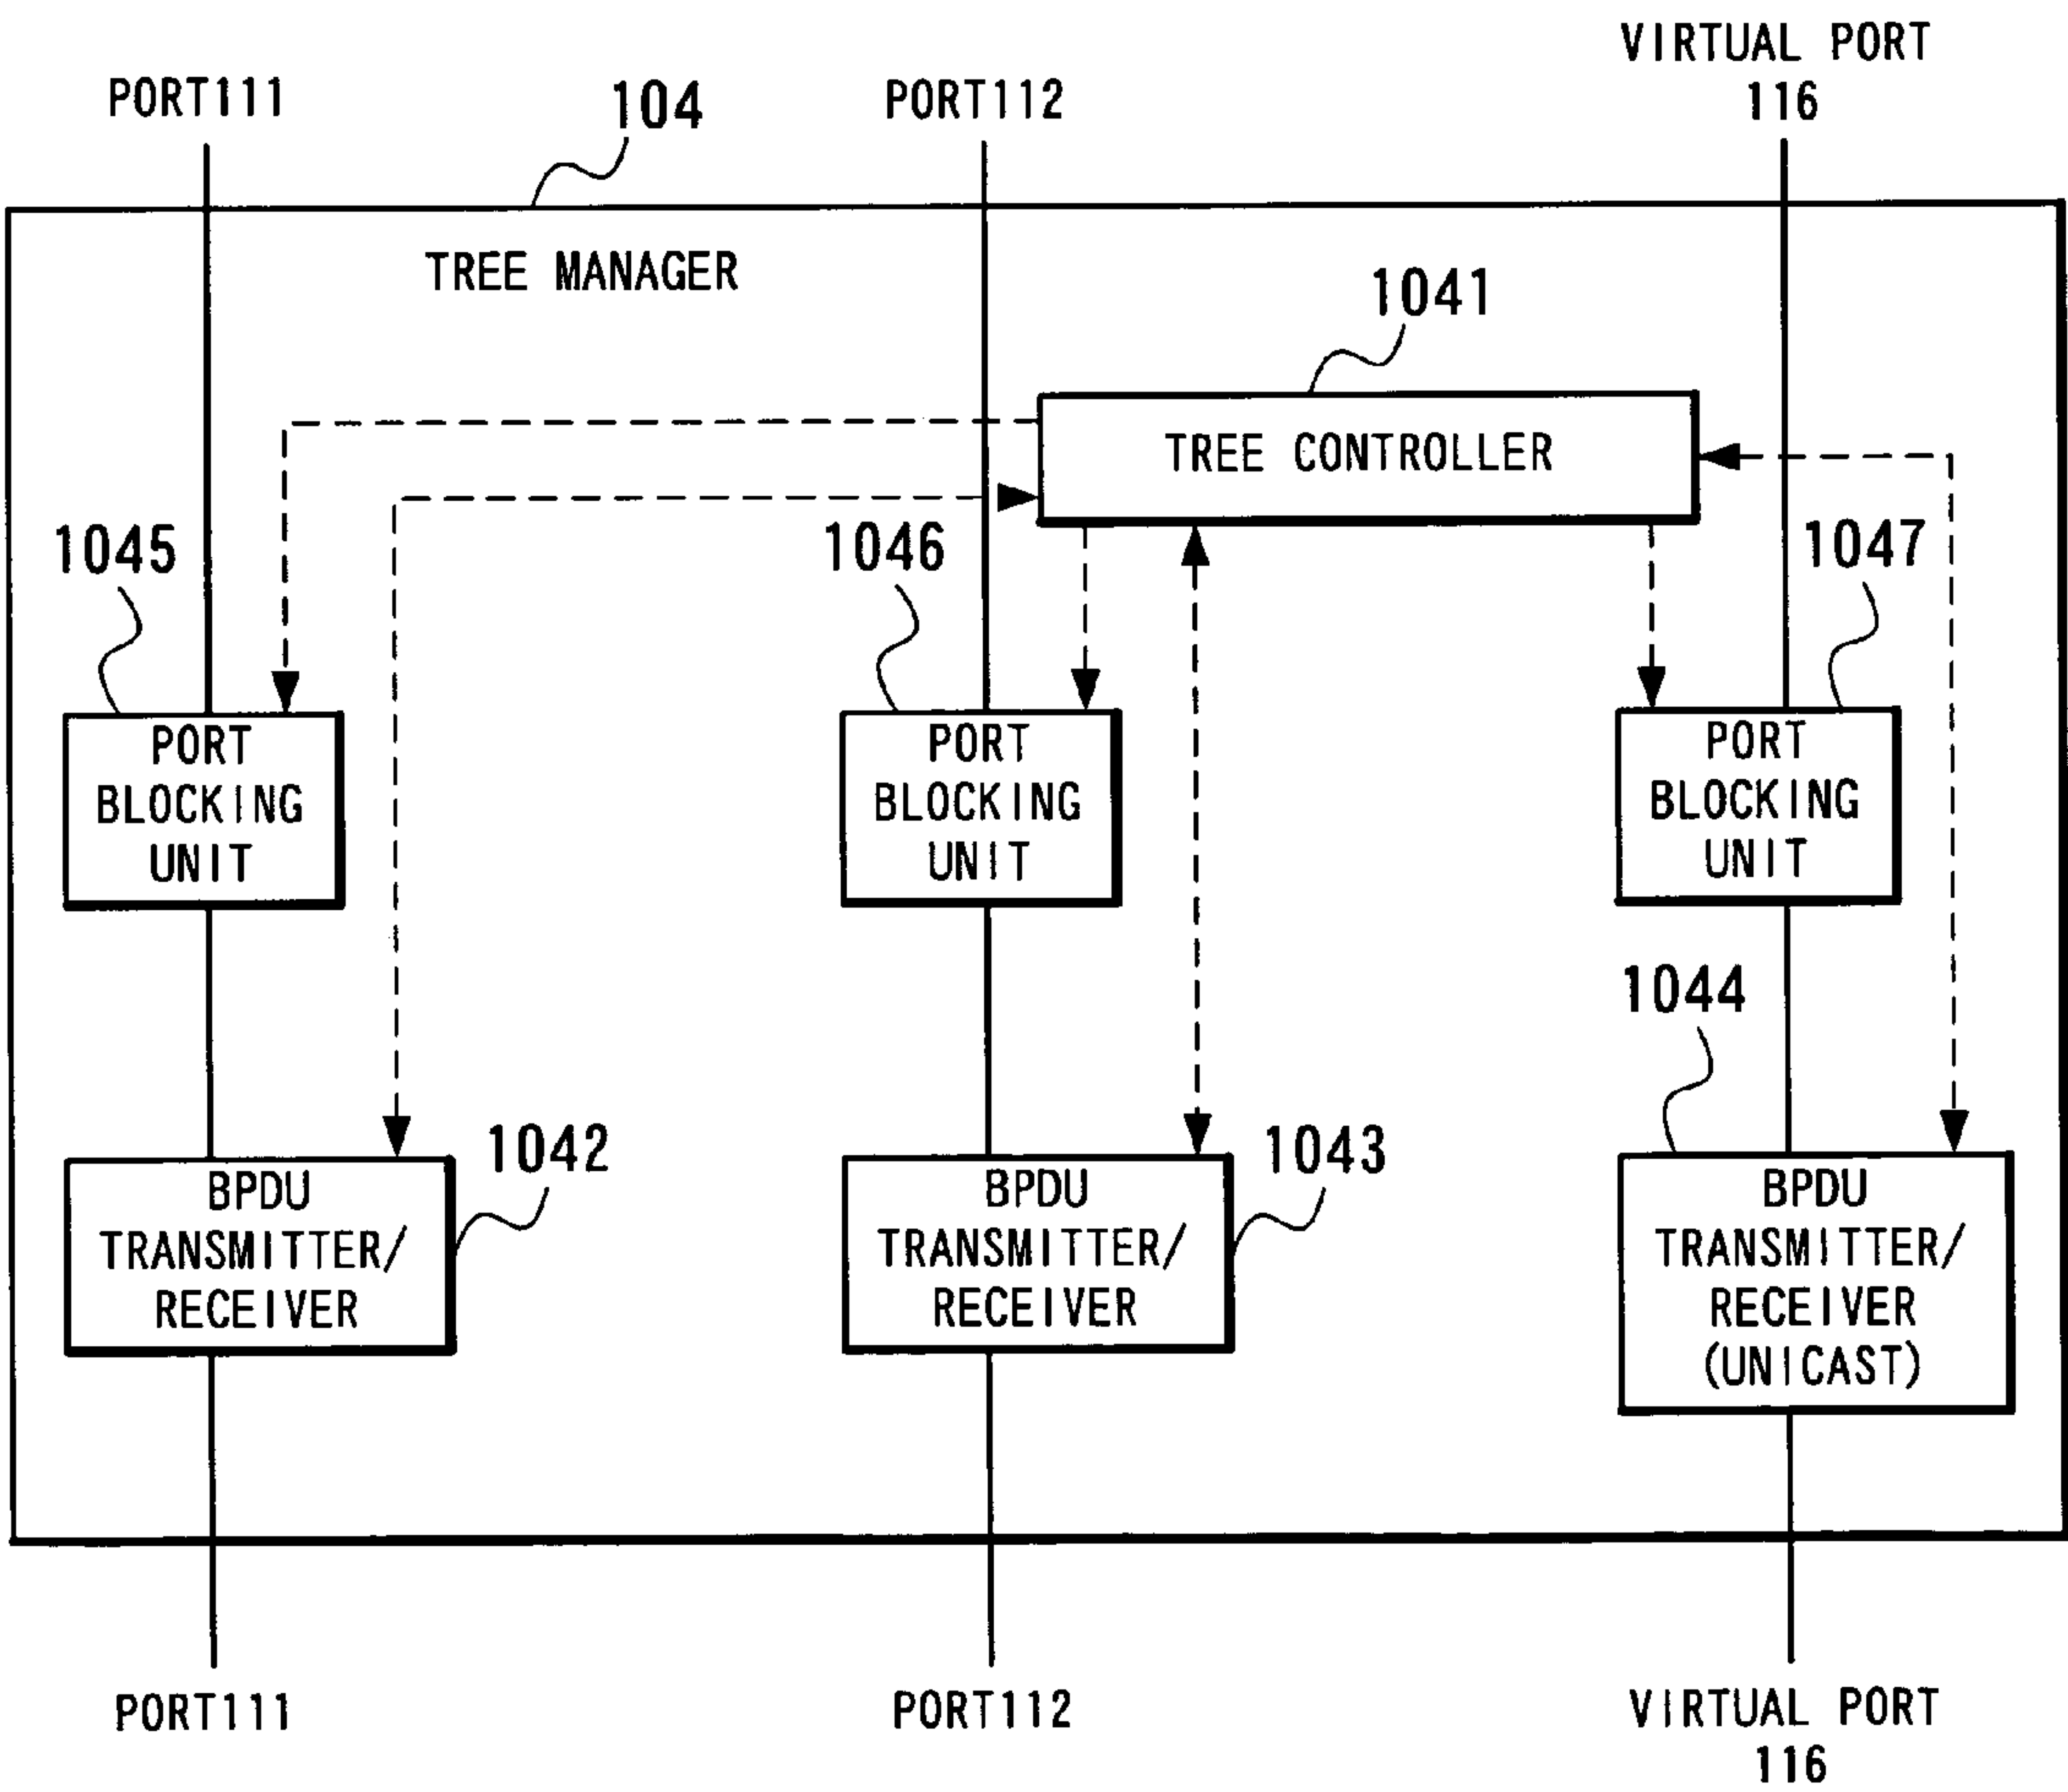 VIRTUAL PORT
116
PORT111
104
PORT112
TREE MANAGER
1041
TREE CONTROLLER
1045
1046
1047
PORT
BLOCKING
UNIT
PORT
BLOCKING
UNIT
PORT
BLOCKING
UNIT
1044
1042
1043
BPDU
TRANSMITTER/
RECEIVER
BPDU
TRANSMITTER/
RECEIVER
BPDU
TRANSMITTER/
RECEIVER
(UNICAST)
PORT111
PORT112
VIRTUAL PORT
116